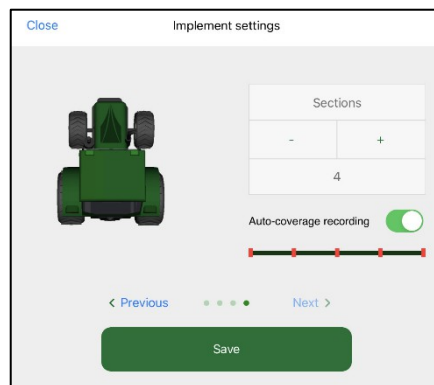 Close
Implement settings
Sections
- +
4
Auto-coverage recording
< Previous
Next >
Save